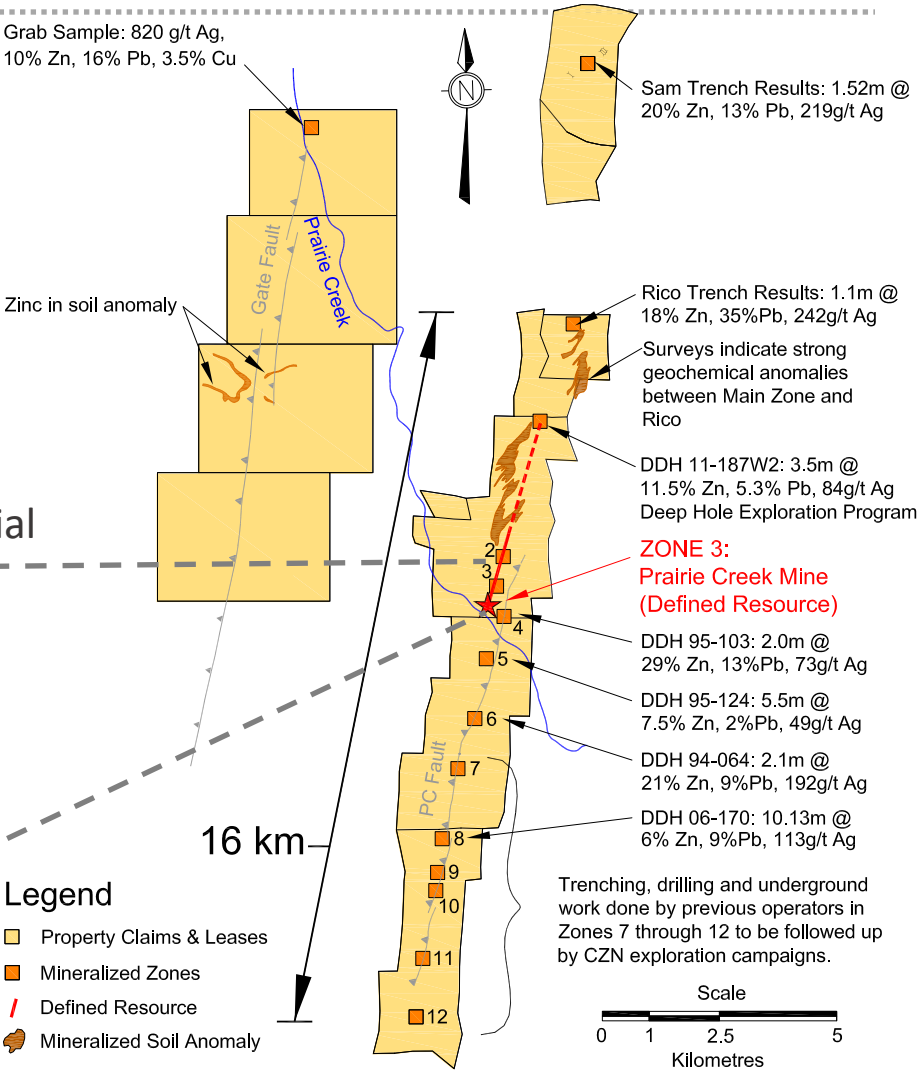 Grab Sample: 820 g/t Ag,
10% Zn, 16% Pb, 3.5% Cu
N
Sam Trench Results: 1.52m @
20% Zn, 13% Pb, 219g/t Ag
Gate Fault
Prairie Creek
Zinc in soil anomaly
Rico Trench Results: 1.1m @
18% Zn, 35%Pb, 242g/t Ag
Surveys indicate strong
geochemical anomalies
between Main Zone and
Rico
DDH 11-187W2: 3.5m @
11.5% Zn, 5.3% Pb, 84g/t Ag
Deep Hole Exploration Program
ial
2
3
ZONE 3:
Prairie Creek Mine
(Defined Resource)
4
DDH 95-103: 2.0m @
29% Zn, 13%Pb, 73g/t Ag
5
DDH 95-124: 5.5m @
7.5% Zn, 2%Pb, 49g/t Ag
6
DDH 94-064: 2.1m @
21% Zn, 9%Pb, 192g/t Ag
7
PC Fault
DDH 06-170: 10.13m @
6% Zn, 9%Pb, 113g/t Ag
8
16 km
9
10
11
12
Trenching, drilling and underground
work done by previous operators in
Zones 7 through 12 to be followed up
by CZN exploration campaigns.
Legend
Property Claims & Leases
Mineralized Zones
Defined Resource
Mineralized Soil Anomaly
Scale
0 1 2.5 5
Kilometres